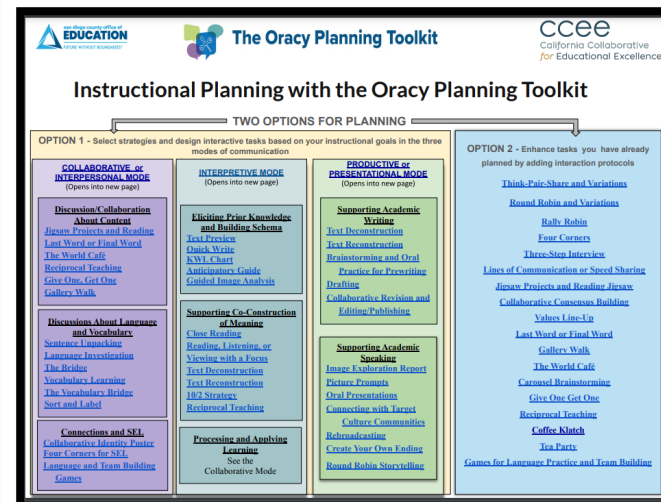 san diego county office of
EDUCATION
FUTURE WITHOUT BOUNDARIES
The Oracy Planning Toolkit
ccee
California Collaborative
for Educational Excellence
Instructional Planning with the Oracy Planning Toolkit
TWO OPTIONS FOR PLANNING
OPTION 1 - Select strategies and design interactive tasks based on your instructional goals in the three
modes of communication
COLLABORATIVE or
INTERPERSONAL MODE
(Opens into new page)
Discussion/Collaboration
About Content
Jigsaw Projects and Reading
Last Word or Final Word
The World Café
Reciprocal Teaching
Give One, Get One
Gallery Walk
Discussions About Language
and Vocabulary
Sentence Unpacking
Language Investigation
The Bridge
Vocabulary Learning
The Vocabulary Bridge
Sort and Label
Connections and SEL
Collaborative Identity Poster
Four Corners for SEL
Language and Team Building
Games
INTERPRETIVE MODE
(Opens into new page)
Eliciting Prior Knowledge
and Building Schema
Text Preview
Quick Write
KWL Chart
Anticipatory Guide
Guided Image Analysis
Supporting Co-Construction
of Meaning
Close Reading
Reading, Listening, or
Viewing with a Focus
Text Deconstruction
Text Reconstruction
10/2 Strategy
Reciprocal Teaching
Processing and Applying
Learning
See the
Collaborative Mode
PRODUCTIVE or
PRESENTATIONAL MODE
(Opens into new page)
Supporting Academic
Writing
Text Deconstruction
Text Reconstruction
Brainstorming and Oral
Practice for Prewriting
Drafting
Collaborative Revision and
Editing/Publishing
Supporting Academic
Speaking
Image Exploration Report
Picture Prompts
Oral Presentations
Connecting with Target
Culture Communities
Rebroadcasting
Create Your Own Ending
Round Robin Storytelling
OPTION 2 - Enhance tasks you have already
planned by adding interaction protocols
Think-Pair-Share and Variations
Round Robin and Variations
Rally Robin
Four Corners
Three-Step Interview
Lines of Communication or Speed Sharing
Jigsaw Projects and Reading Jigsaw
Collaborative Consensus Building
Values Line-Up
Last Word or Final Word
Gallery Walk
The World Café
Carousel Brainstorming
Give One Get One
Reciprocal Teaching
Coffee Klatch
Tea Party
Games for Language Practice and Team Building